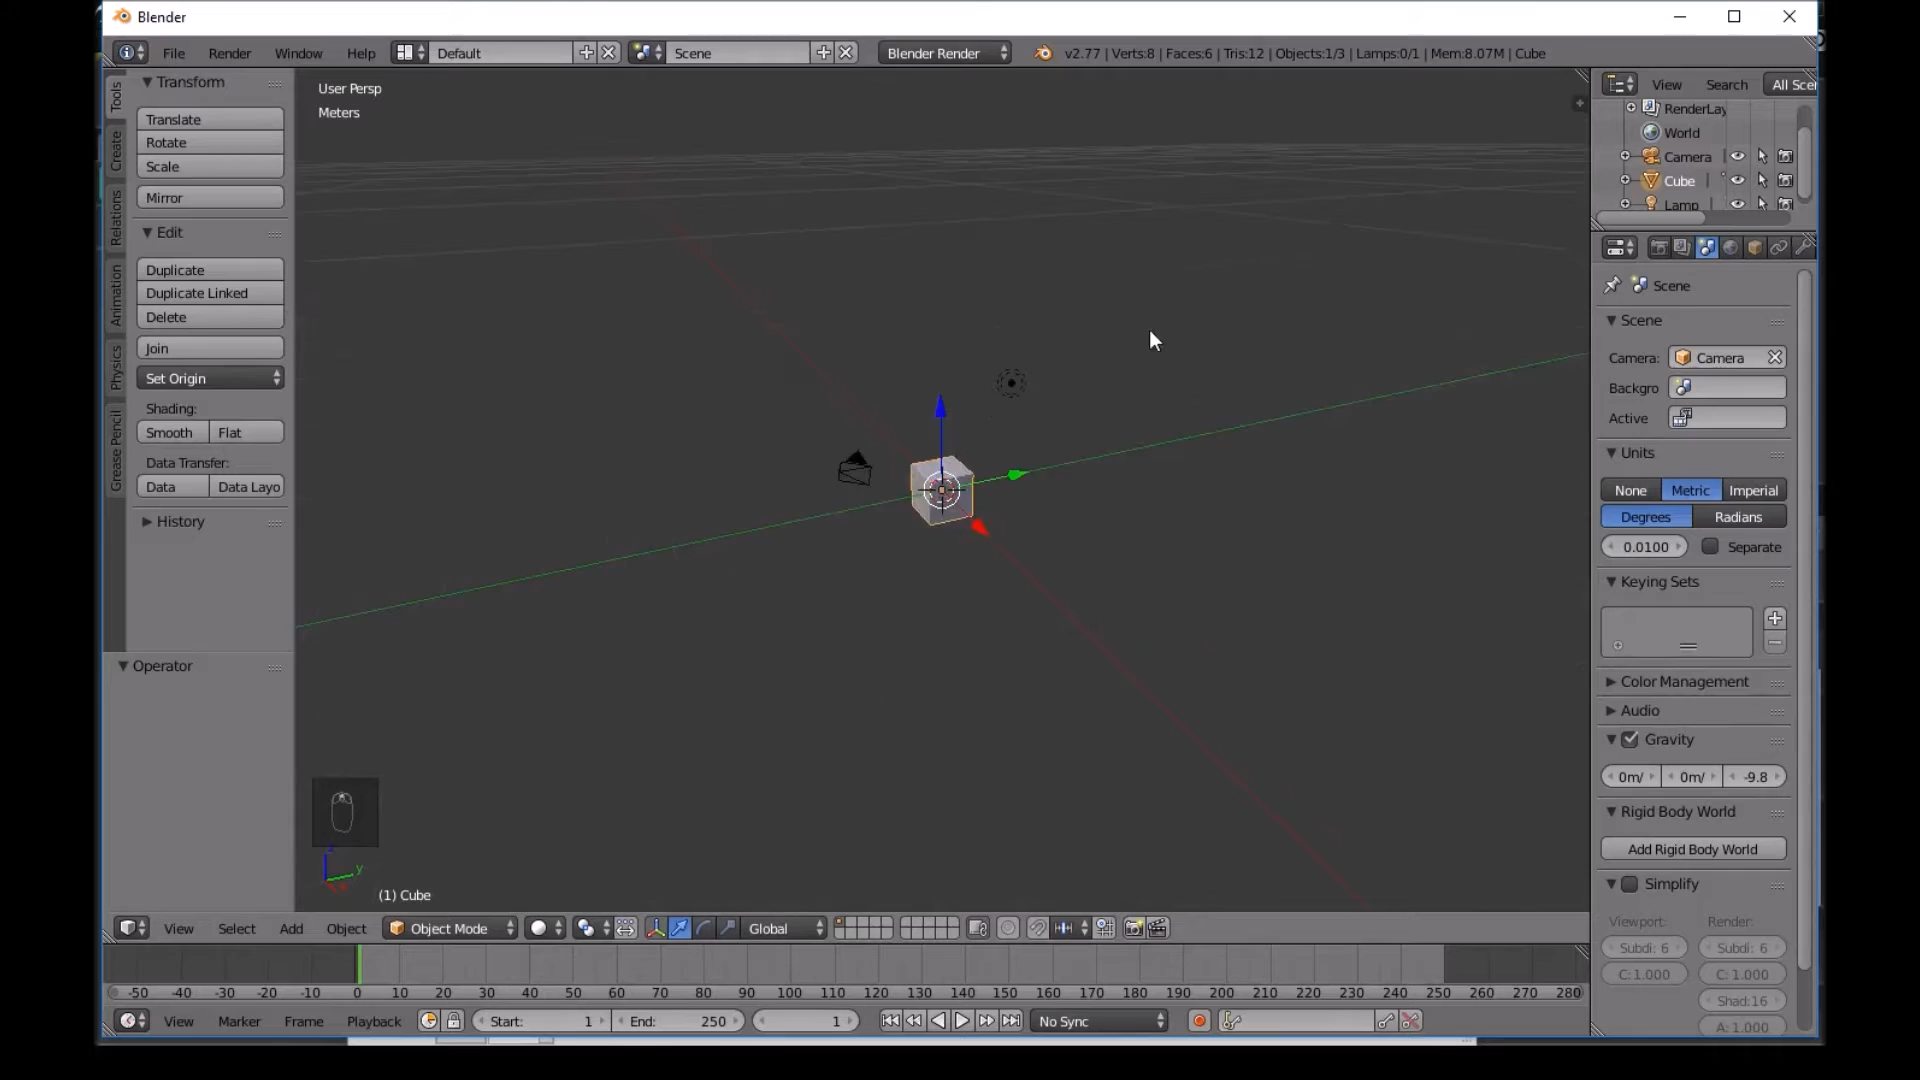 Blender
File Render Window Help Default Scene Blender Render v2.77 | Verts:8 | Faces:6 | Tris:12 | Objects:1/3 | Lamps:0/1 | Mem:8.07M | Cube
Tools
Create
Relations
Animation
Physics
Grease Pencil
Transform
Translate
Rotate
Scale
Mirror
Edit
Duplicate
Duplicate Linked
Delete
Join
Set Origin
Shading:
Smooth Flat
Data Transfer:
Data Data Layo
History
Operator
User Persp
Meters
z
y
x
(1) Cube
View Search All Scen
RenderLay
World
Camera
Cube
Lamp
Scene
Scene
Camera: Camera
Backgro
Active
Units
None Metric Imperial
Degrees Radians
0.0100 Separate
Keying Sets
Color Management
Audio
Gravity
0m/ 0m/ -9.8
Rigid Body World
Add Rigid Body World
Simplify
Viewport: Render:
Subdi: 6 Subdi: 6
C: 1.000 C: 1.000
Shad:16
A: 1.000
View Select Add Object Object Mode Global
-50 -40 -30 -20 -10 0 10 20 30 40 50 60 70 80 90 100 110 120 130 140 150 160 170 180 190 200 210 220 230 240 250 260 270 280
View Marker Frame Playback Start: 1 End: 250 1 No Sync